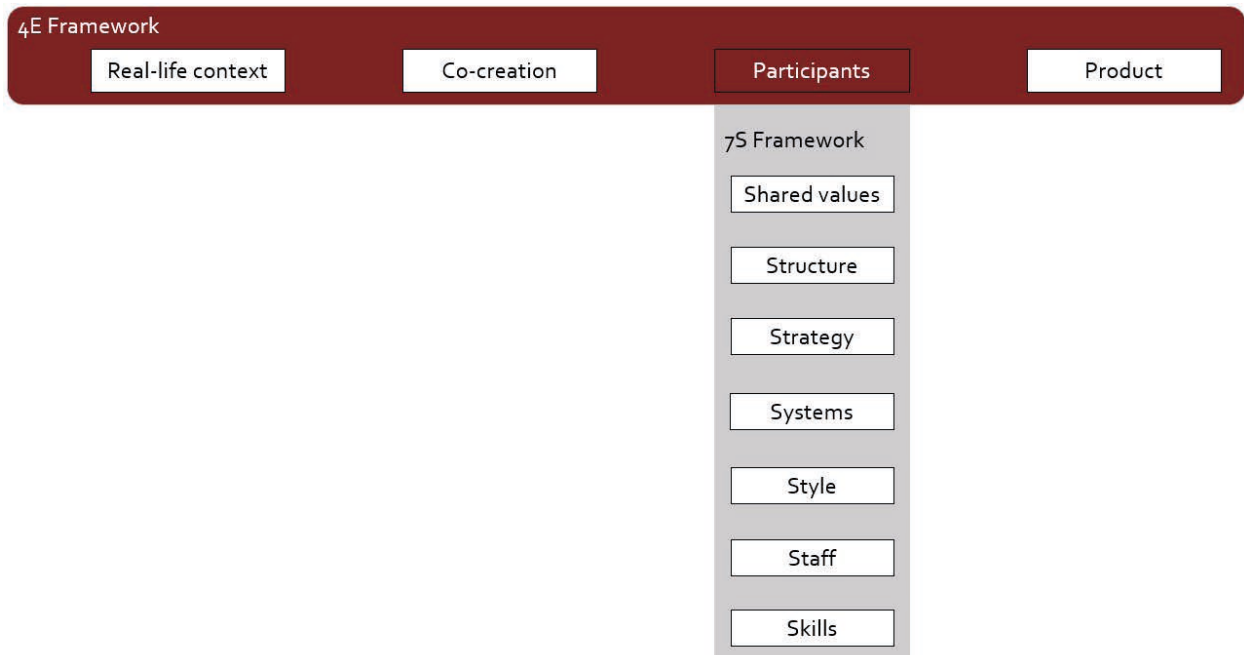 4E Framework
Real-life context
Co-creation
Participants
Product
7S Framework
Shared values
Structure
Strategy
Systems
Style
Staff
Skills